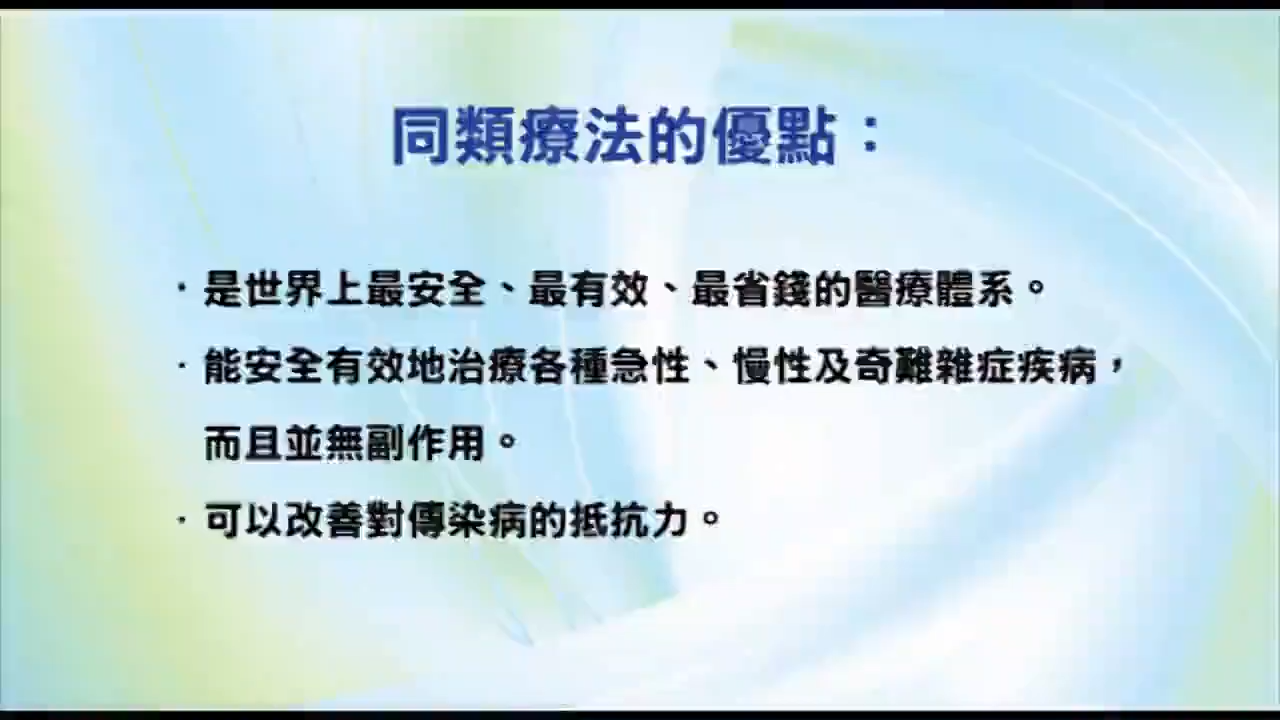 同類療法的優點：
·是世界上最安全、最有效、最省錢的醫療體系。
·能安全有效地治療各種急性、慢性及奇難雜症疾病，
而且並無副作用。
·可以改善對傳染病的抵抗力。